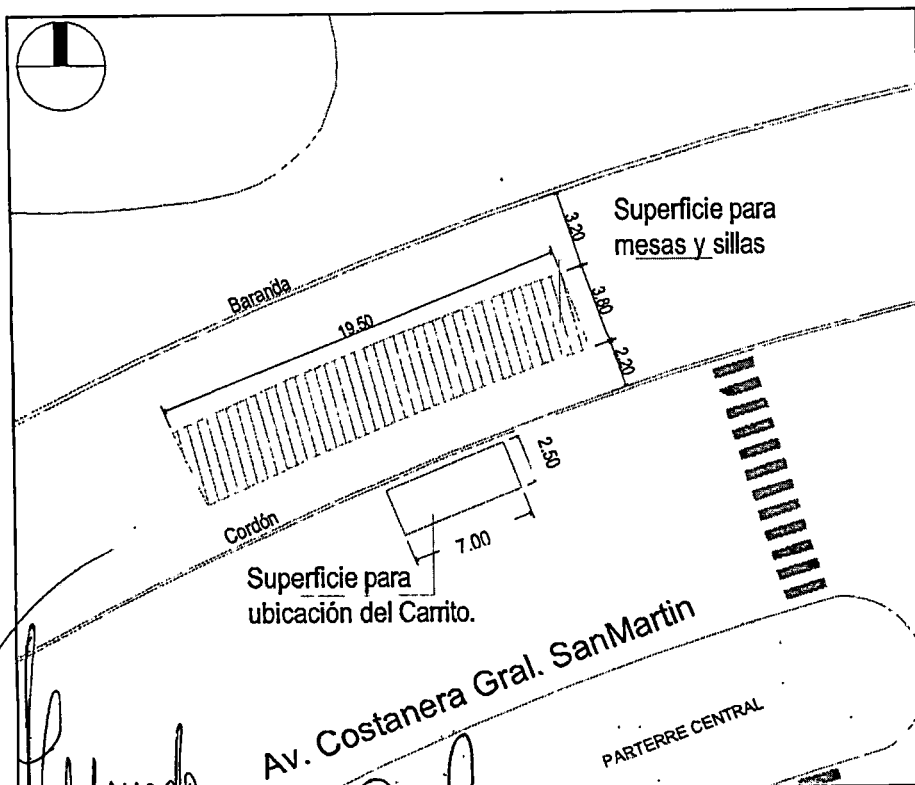 Superficie para
mesas y sillas
3.20
3.80
2.20
Baranda
19.50
2.50
7.00
Cordón
Superficie para
ubicación del Carrito.
Av. Costanera Gral. SanMartin
PARTERRE CENTRAL